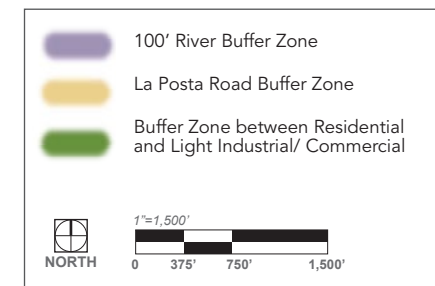 100' River Buffer Zone
La Posta Road Buffer Zone
Buffer Zone between Residential
and Light Industrial/ Commercial
1"=1,500'
NORTH
0 375' 750' 1,500'